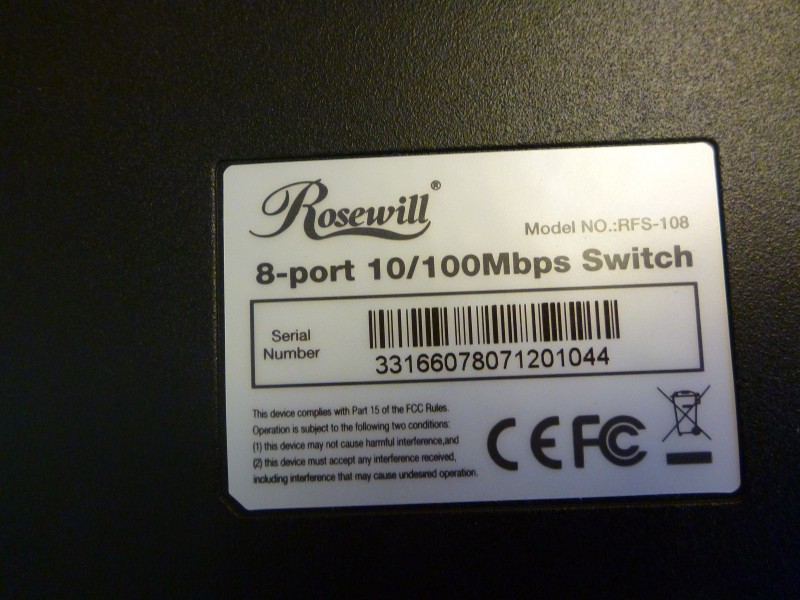 Rosewill®
Model NO.:RFS-108
8-port 10/100Mbps Switch
Serial
Number
33166078071201044
This device complies with Part 15 of the FCC Rules.
Operation is subject to the following two conditions:
(1) this device may not cause harmful interference,and
(2) this device must accept any interference received,
including interference that may cause undesired operation.
CE FC